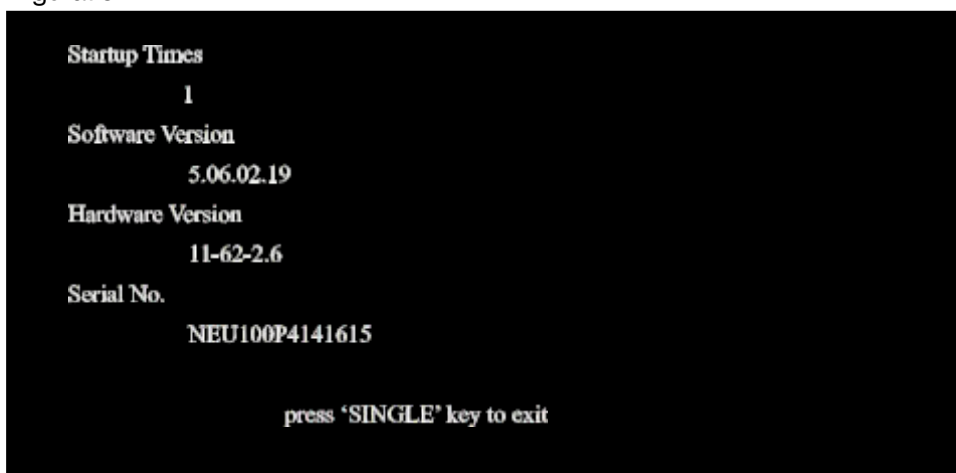 Startup Times
1
Software Version
5.06.02.19
Hardware Version
11-62-2.6
Serial No.
NEU100P4141615
press ‘SINGLE’ key to exit